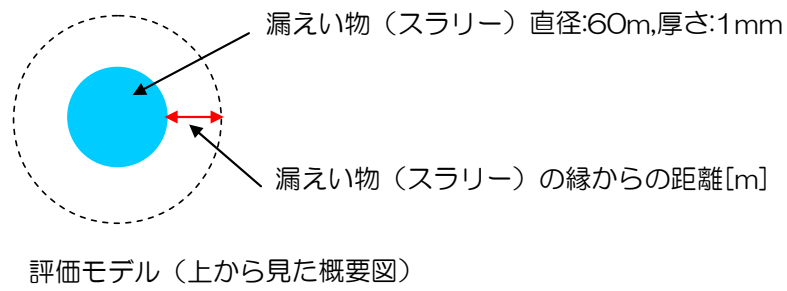 漏えい物（スラリー）直径:60m,厚さ:1mm
漏えい物（スラリー）の縁からの距離[m]
評価モデル（上から見た概要図）